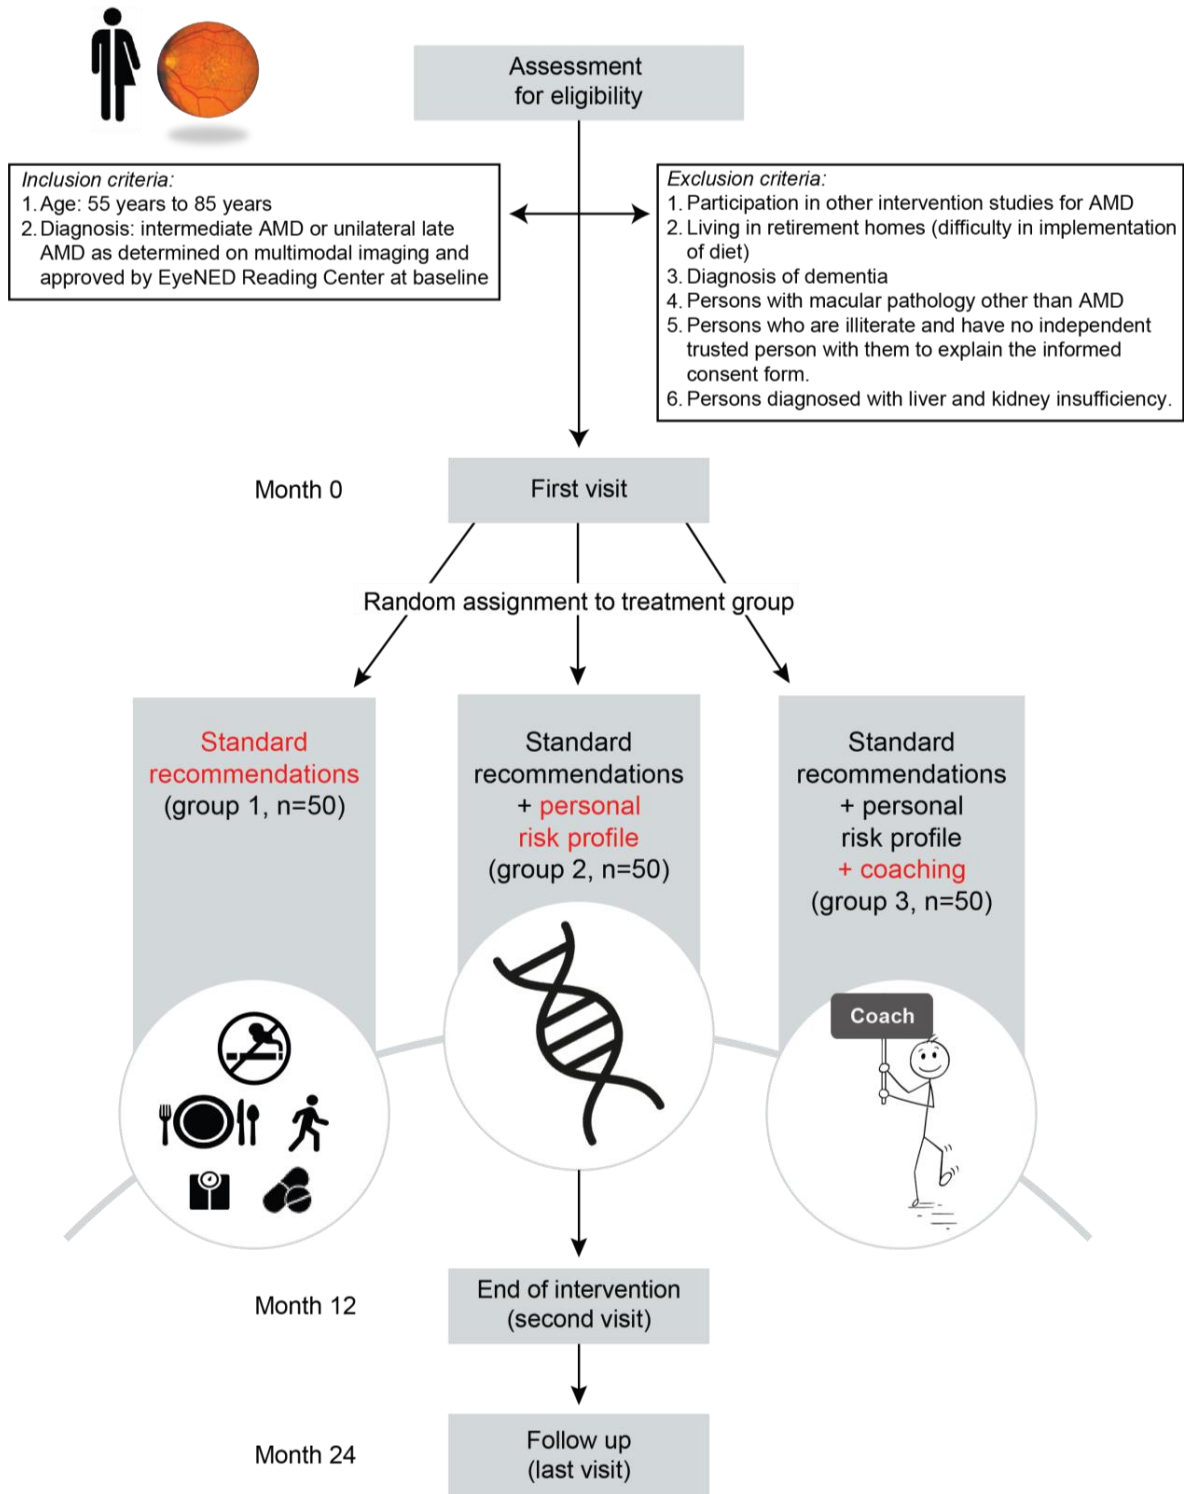 Assessment
for eligibility
Inclusion criteria:
1. Age: 55 years to 85 years
2. Diagnosis: intermediate AMD or unilateral late
AMD as determined on multimodal imaging and
approved by EyeNED Reading Center at baseline
Exclusion criteria:
1. Participation in other intervention studies for AMD
2. Living in retirement homes (difficulty in implementation
of diet)
3. Diagnosis of dementia
4. Persons with macular pathology other than AMD
5. Persons who are illiterate and have no independent
trusted person with them to explain the informed
consent form.
6. Persons diagnosed with liver and kidney insufficiency.
Month 0
First visit
Random assignment to treatment group
Standard
recommendations
(group 1, n=50)
Standard
recommendations
+ personal
risk profile
(group 2, n=50)
Standard
recommendations
+ personal
risk profile
+ coaching
(group 3, n=50)
Coach
Month 12
End of intervention
(second visit)
Month 24
Follow up
(last visit)